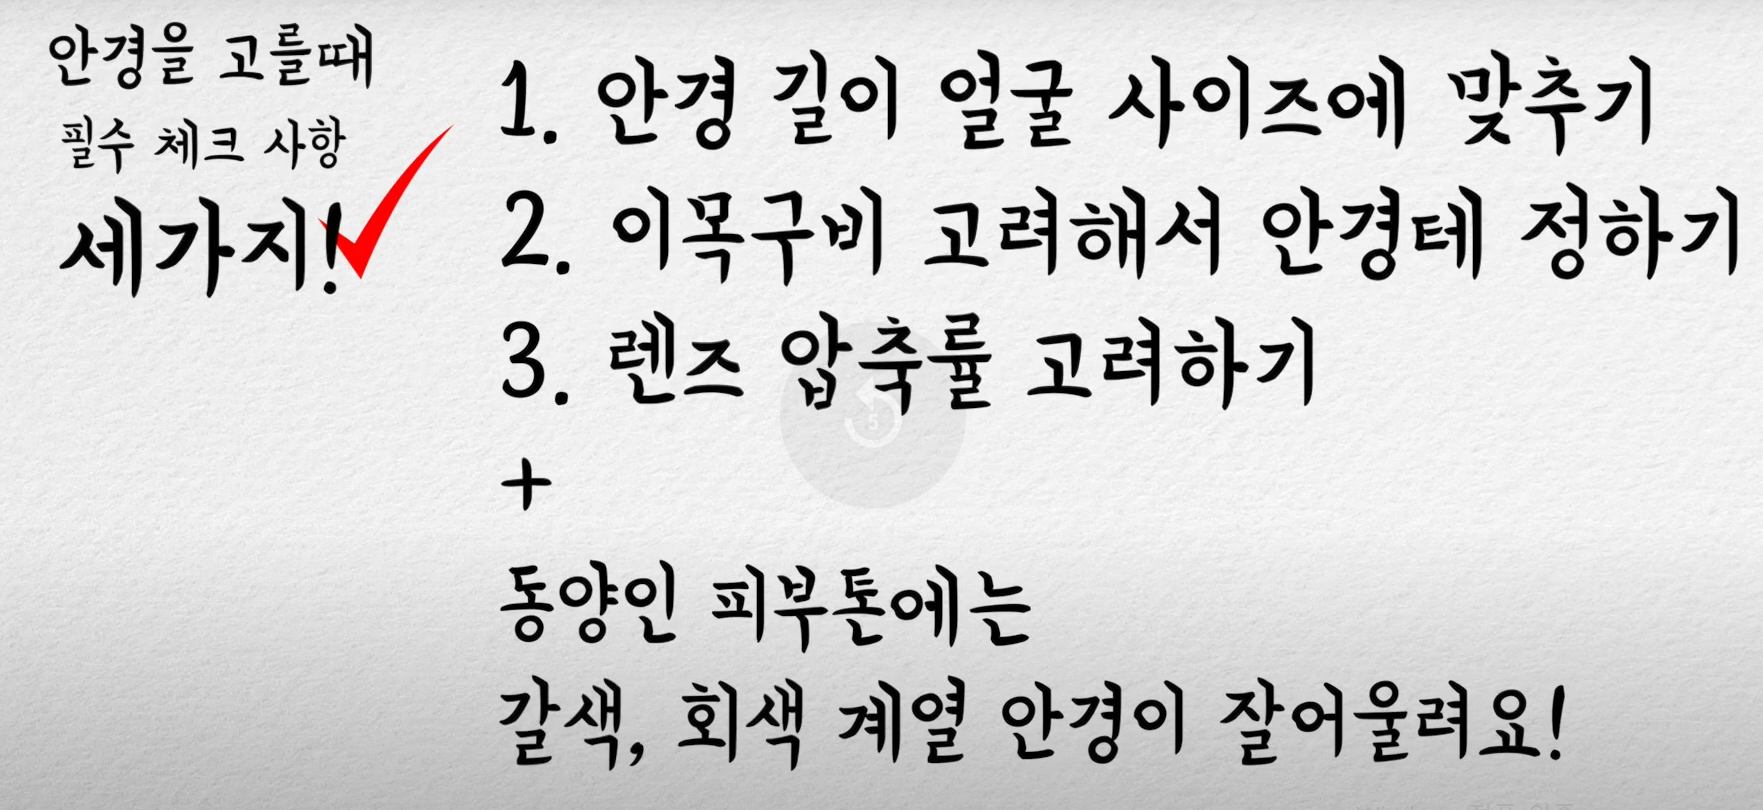 안경을 고를때
필수 체크 사항
세가지!
1. 안경 길이 얼굴 사이즈에 맞추기
2. 이목구비 고려해서 안경테 정하기
3. 렌즈 압축률 고려하기
+
동양인 피부톤에는
갈색, 회색 계열 안경이 잘어울려요!
5